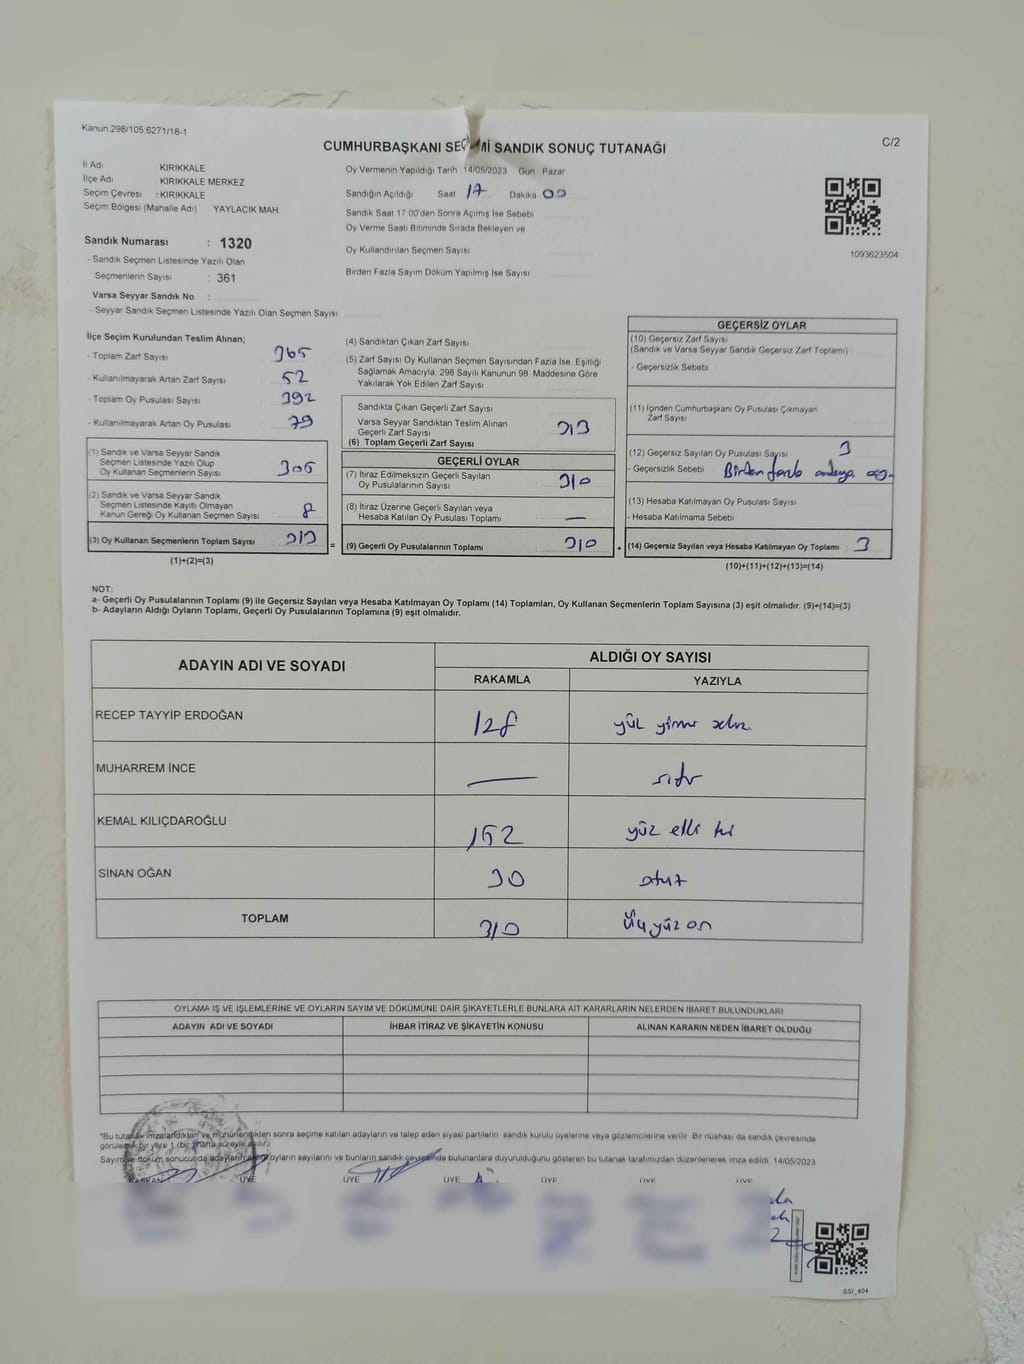 Kanun:298/105,6271/18-1
C/2
CUMHURBAŞKANI SEÇİMİ SANDIK SONUÇ TUTANAĞI
İl Adı KIRIKKALE
İlçe Adı KIRIKKALE MERKEZ
Seçim Çevresi : KIRIKKALE
Seçim Bölgesi (Mahalle Adı) YAYLACIK MAH
Oy Vermenin Yapıldığı Tarih 14/05/2023 Gün Pazar
Sandığın Açıldığı Saat 17 Dakika 00
Sandık Saat 17 00'den Sonra Açımış İse Sebebi
Oy Verme Saati Bitiminde Sırada Bekleyen ve
Oy Kullandırılan Seçmen Sayısı
Birden Fazla Sayım Döküm Yapılmış İse Sayısı
1093623504
Sandık Numarası : 1320
- Sandık Seçmen Listesinde Yazılı Olan
Seçmenlerin Sayısı : 361
Varsa Seyyar Sandık No :
- Seyyar Sandık Seçmen Listesinde Yazılı Olan Seçmen Sayısı
İlçe Seçim Kurulundan Teslim Alınan;
- Toplam Zarf Sayısı 365
- Kullanılmayarak Artan Zarf Sayısı 52
- Toplam Oy Pusulası Sayısı 392
- Kullanılmayarak Artan Oy Pusulası 79
(1) Sandık ve Varsa Seyyar Sandık
Seçmen Listesinde Yazılı Olup
Oy Kullanan Seçmenlerin Sayısı 305
(2) Sandık ve Varsa Seyyar Sandık
Seçmen Listesinde Kayıtlı Olmayan
Kanun Gereği Oy Kullanan Seçmen Sayısı 8
(3) Oy Kullanan Seçmenlerin Toplam Sayısı 313 =
(1)+(2)=(3)
(4) Sandıktan Çıkan Zarf Sayısı
(5) Zarf Sayısı Oy Kullanan Seçmen Sayısından Fazla İse, Eşitliği
Sağlamak Amacıyla, 298 Sayılı Kanunun 98. Maddesine Göre
Yakılarak Yok Edilen Zarf Sayısı
Sandıkta Çıkan Geçerli Zarf Sayısı
Varsa Seyyar Sandıktan Teslim Alınan
Geçerli Zarf Sayısı
(6) Toplam Geçerli Zarf Sayısı 313
GEÇERLİ OYLAR
(7) İtiraz Edilmeksizin Geçerli Sayılan
Oy Pusulalarının Sayısı 310
(8) İtiraz Üzerine Geçerli Sayılan veya
Hesaba Katılan Oy Pusulası Toplamı —
(9) Geçerli Oy Pusulalarının Toplamı 310 +
GEÇERSİZ OYLAR
(10) Geçersiz Zarf Sayısı
(Sandık ve Varsa Seyyar Sandık Geçersiz Zarf Toplamı)
- Geçersizlik Sebebi
(11) İçinden Cumhurbaşkanı Oy Pusulası Çıkmayan
Zarf Sayısı
(12) Geçersiz Sayılan Oy Pusulası Sayısı 3
- Geçersizlik Sebebi Birden fazla adaya oy
(13) Hesaba Katılmayan Oy Pusulası Sayısı
- Hesaba Katılmama Sebebi
(14) Geçersiz Sayılan veya Hesaba Katılmayan Oy Toplamı 3
(10)+(11)+(12)+(13)=(14)
NOT:
a- Geçerli Oy Pusulalarının Toplamı (9) ile Geçersiz Sayılan veya Hesaba Katılmayan Oy Toplamı (14) Toplamları, Oy Kullanan Seçmenlerin Toplam Sayısına (3) eşit olmalıdır. (9)+(14)=(3)
b- Adayların Aldığı Oyların Toplamı, Geçerli Oy Pusulalarının Toplamına (9) eşit olmalıdır.
ADAYIN ADI VE SOYADI
ALDIĞI OY SAYISI
RAKAMLA YAZIYLA
RECEP TAYYİP ERDOĞAN 128 yüz yirmi sekiz
MUHARREM İNCE — sıfır
KEMAL KILIÇDAROĞLU 152 yüz elli iki
SİNAN OĞAN 30 otuz
TOPLAM 310 Üçyüz on
OYLAMA İŞ VE İŞLEMLERİNE VE OYLARIN SAYIM VE DÖKÜMÜNE DAİR ŞİKAYETLERLE BUNLARA AİT KARARLARIN NELERDEN İBARET BULUNDUKLARI
ADAYIN ADI VE SOYADI İHBAR İTİRAZ VE ŞİKAYETİN KONUSU ALINAN KARARIN NEDEN İBARET OLDUĞU
*Bu tutanak imzalandıktan ve mühürlendikten sonra seçime katılan adayların ve talep eden siyasi partilerin sandık kurulu üyelerine veya gözlemcilerine verilir. Bir nüshası da sandık çevresinde
görülecek bir yere 1 (bir) hafta süreyle asılır.
Sayım ve döküm sonucunda adayların aldığı oyların sayılarını ve bunların sandık çevresinde bulunanlara duyurulduğunu gösteren bu tutanak tarafımızdan düzenlenerek imza edildi. 14/05/2023
BAŞKAN ÜYE ÜYE ÜYE ÜYE ÜYE ÜYE
SSI_404